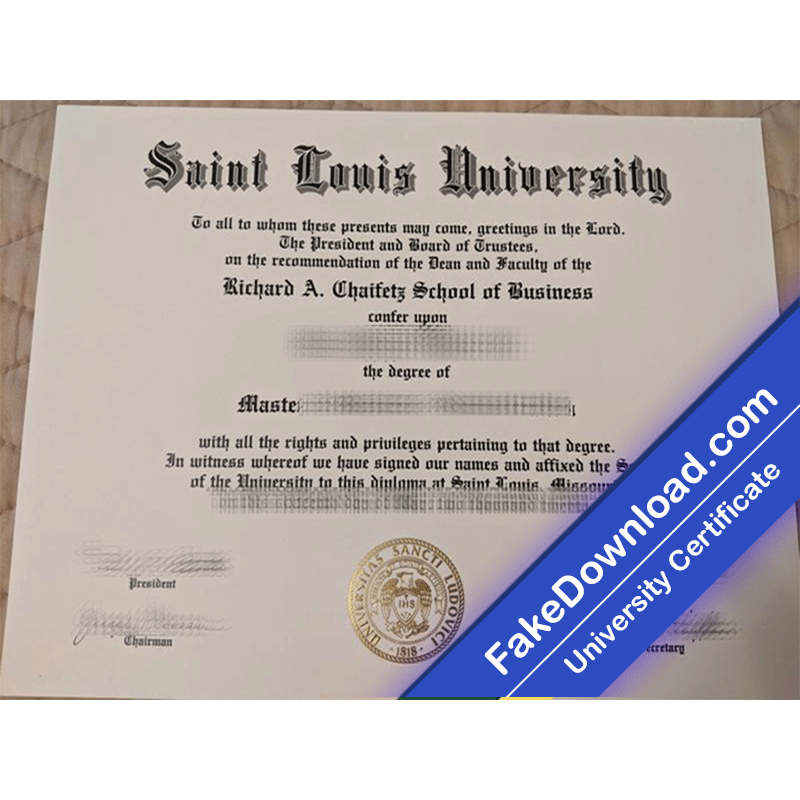 Saint Louis University
To all to whom these presents may come, greetings in the Lord.
The President and Board of Trustees,
on the recommendation of the Dean and Faculty of the
Richard A. Chaifetz School of Business
confer upon
the degree of
with all the rights and privileges pertaining to that degree.
In witness whereof we have signed our names and affixed the
of the University to this diploma at Saint Louis,
President
Chairman
UNIVERSITAS SANCTI LUDOVICI
IHS
1818
FakeDownload.com
University Certificate